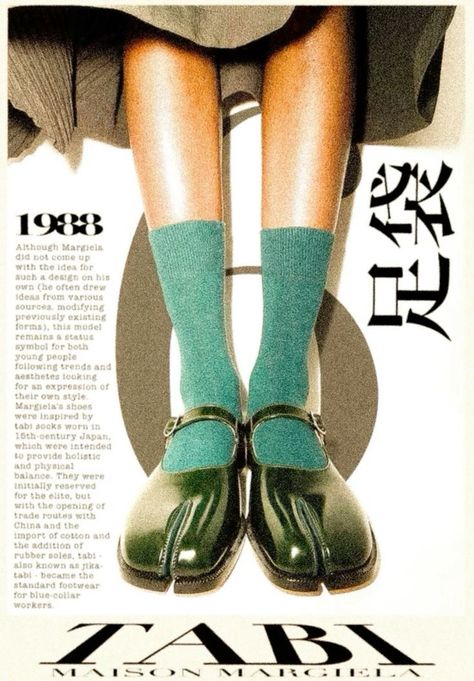 足袋
1988
Although Margiela
did not come up
with the idea for
such a design on his
own (he often drew
ideas from various
sources, modifying
previously existing
forms), this model
remains a status
symbol for both
young people
following trends and
aesthetes looking
for an expression of
their own style.
Margiela's shoes
were inspired by
tabi socks worn in
15th-century Japan,
which were intended
to provide holistic
and physical
balance. They were
initially reserved
for the elite, but
with the opening of
trade routes with
China and the
import of cotton and
the addition of
rubber soles, tabi -
also known as jika-
tabi - became the
standard footwear
for blue-collar
workers.
TABI
MAISON MARGIELA